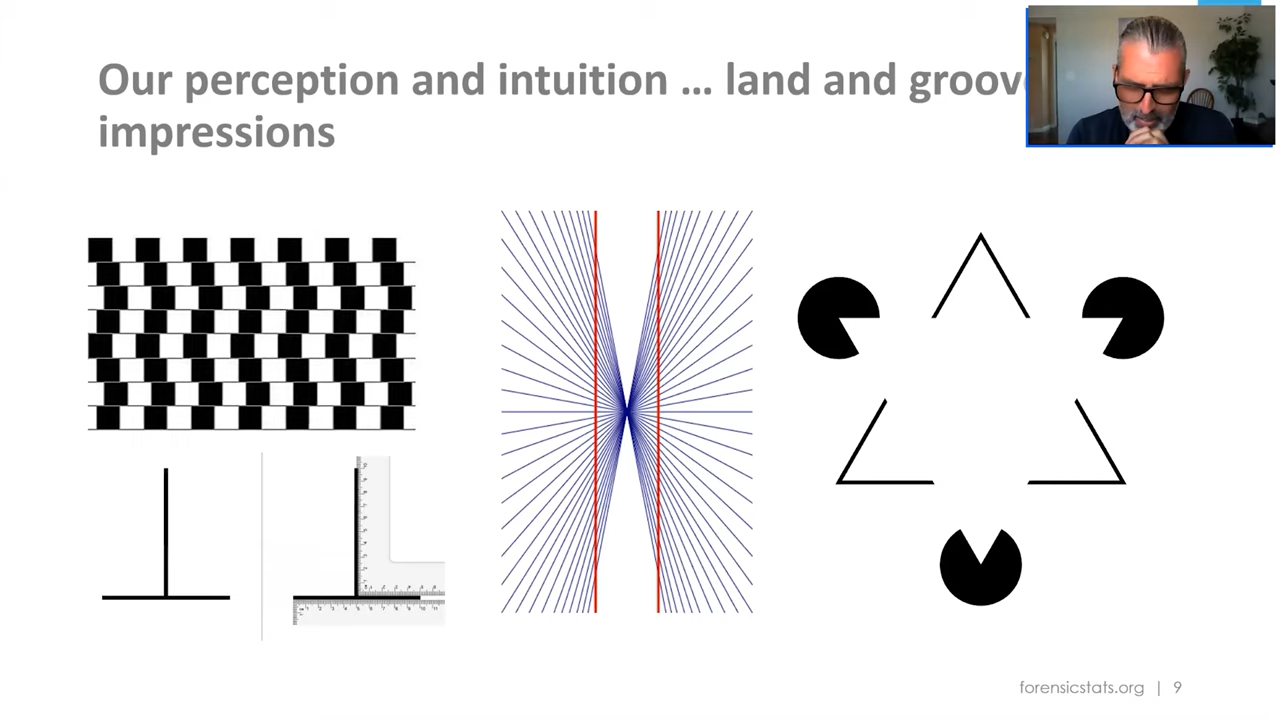 Our perception and intuition … land and groove
impressions
forensicstats.org | 9